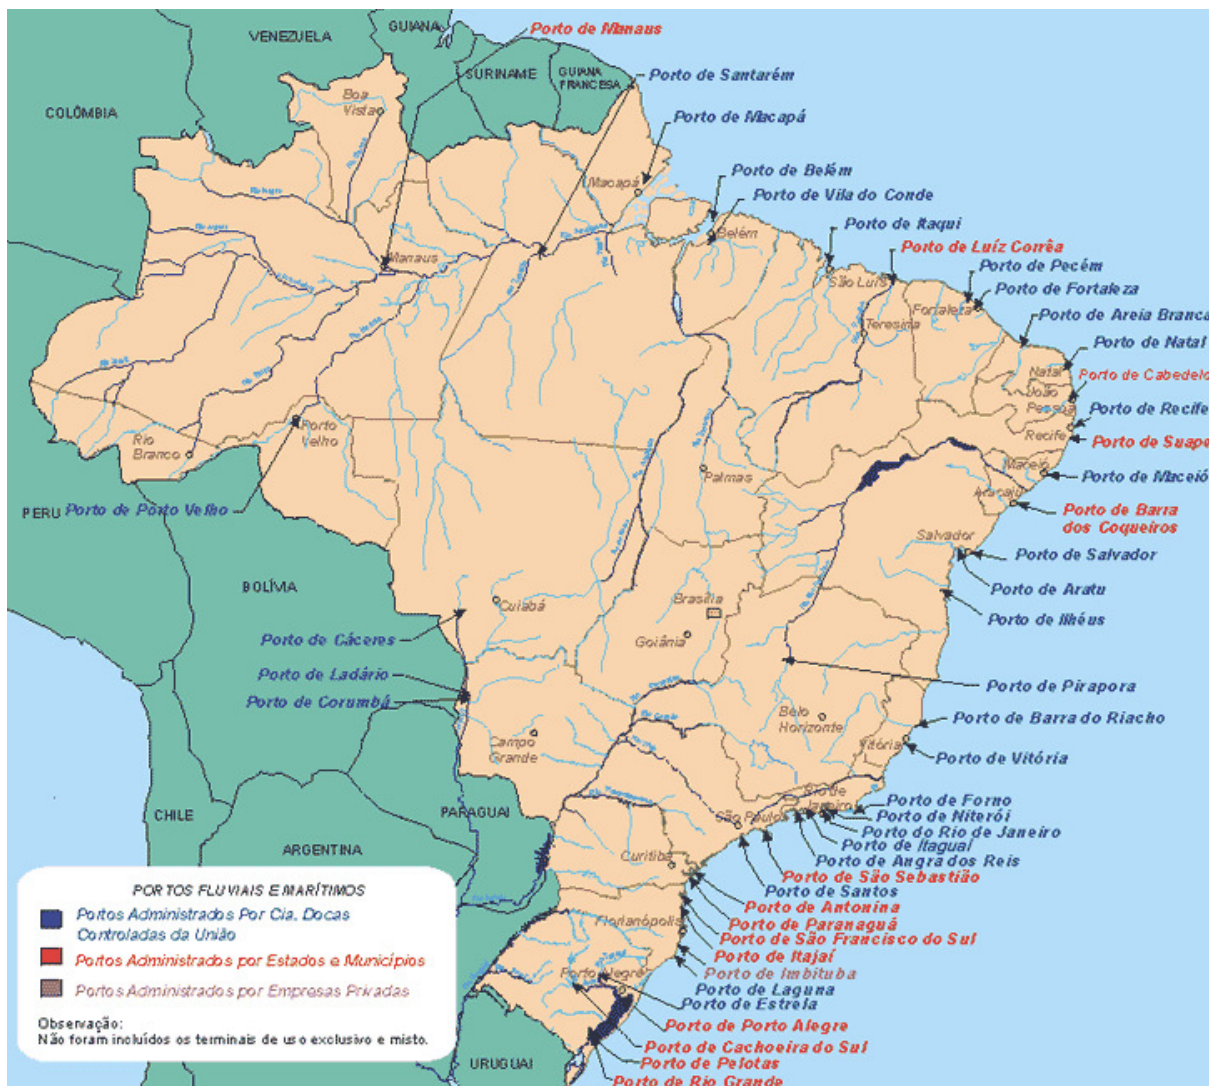 VENEZUELA
GUIANA
Porto de Manaus
SURINAME
GUIANA
FRANCESA
Porto de Santarém
COLÔMBIA
Boa
Vista
Porto de Macapá
Macapá
Porto de Belém
Porto de Vila do Conde
Belém
Porto de Itaqui
Porto de Luíz Corrêa
Manaus
São Luís
Porto de Pecém
Porto de Fortaleza
Fortaleza
Porto de Areia Branca
Teresina
Porto de Natal
Natal
Porto de Cabedelo
João
Pessoa
Porto de Recife
Recife
Porto de Suape
Rio
Branco
Porto
Velho
Palmas
Maceió
Porto de Maceió
Aracaju
PERU
Porto de Pôrto Velho
Porto de Barra
dos Coqueiros
Salvador
Porto de Salvador
BOLÍVIA
Porto de Aratu
Cuiabá
Brasília
Porto de Ilhéus
Porto de Cáceres
Goiânia
Porto de Ladário
Porto de Corumbá
Porto de Pirapora
Belo
Horizonte
Porto de Barra do Riacho
Campo
Grande
Vitória
Porto de Vitória
CHILE
PARAGUAI
Rio de
Janeiro
São Paulo
Porto de Forno
Porto de Niterói
Porto do Rio de Janeiro
Porto de Itaguaí
ARGENTINA
Curitiba
Porto de Angra dos Reis
Porto de São Sebastião
Porto de Santos
Porto de Antonina
Florianópolis
Porto de Paranaguá
Porto de São Francisco do Sul
Porto de Itajaí
Porto Alegre
Porto de Imbituba
Porto de Laguna
Porto de Estrela
Porto de Porto Alegre
Porto de Cachoeira do Sul
URUGUAI
Porto de Pelotas
Porto de Rio Grande
PORTOS FLUVIAIS E MARÍTIMOS
Portos Administrados Por Cia. Docas
Controladas da União
Portos Administrados por Estados e Municípios
Portos Administrados por Empresas Privadas
Observação:
Não foram incluídos os terminais de uso exclusivo e misto.